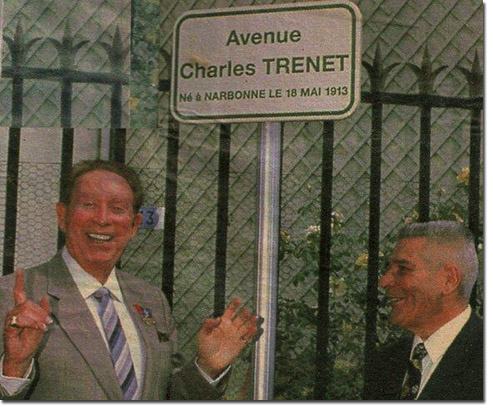 Avenue
Charles TRENET
Né à NARBONNE LE 18 MAI 1913
3